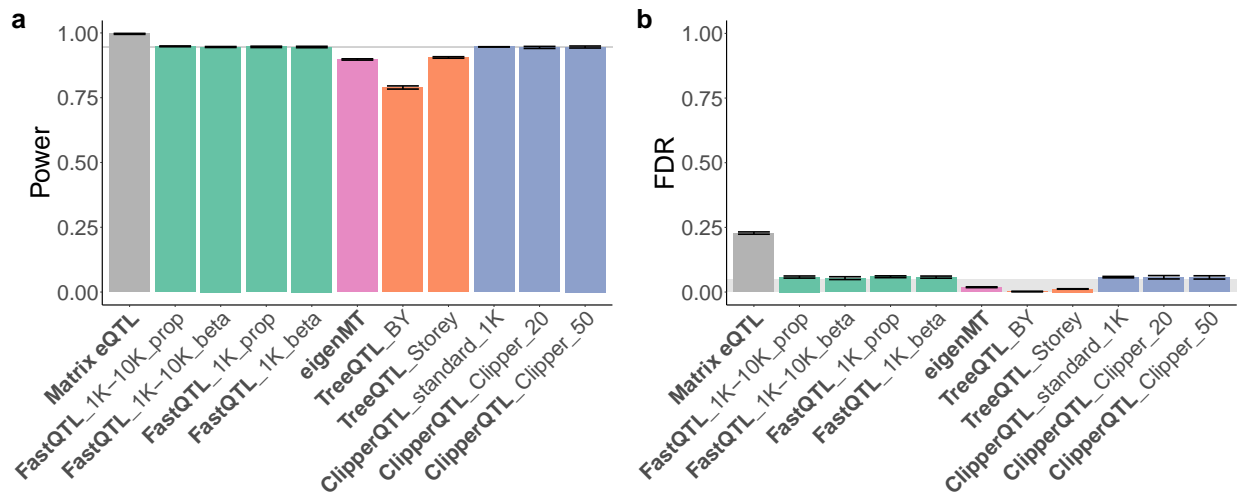 a
Power
1.00
0.75
0.50
0.25
0.00
Matrix eQTL
FastQTL_1K−10K_prop
FastQTL_1K−10K_beta
FastQTL_1K_prop
FastQTL_1K_beta
eigenMT
TreeQTL_BY
TreeQTL_Storey
ClipperQTL_standard_1K
ClipperQTL_Clipper_20
ClipperQTL_Clipper_50
b
FDR
1.00
0.75
0.50
0.25
0.00
Matrix eQTL
FastQTL_1K−10K_prop
FastQTL_1K−10K_beta
FastQTL_1K_prop
FastQTL_1K_beta
eigenMT
TreeQTL_BY
TreeQTL_Storey
ClipperQTL_standard_1K
ClipperQTL_Clipper_20
ClipperQTL_Clipper_50